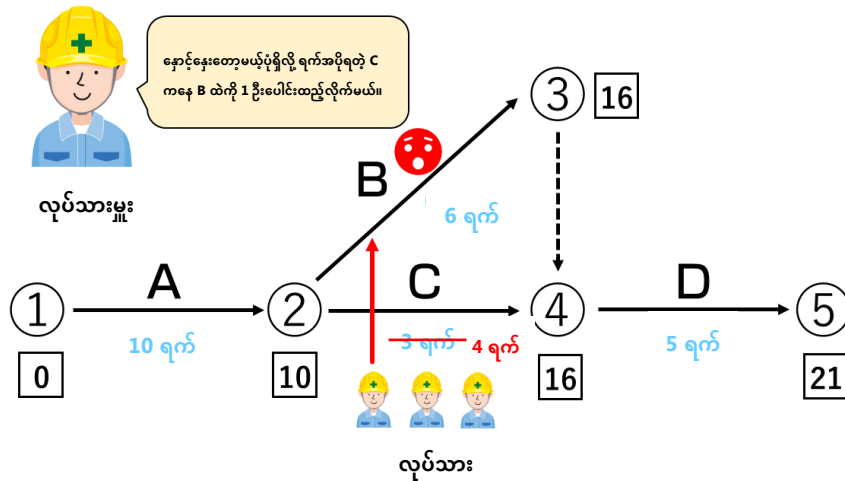 နှောင့်နှေးတော့မယ့်ပုံရှိလို့ ရက်အပိုရတဲ့ C
ကနေ B ထဲကို 1 ဦးပေါင်းထည့်လိုက်မယ်။
လုပ်သားမှူး
3
16
B
6 ရက်
A
C
D
1
2
4
5
10 ရက်
3 ရက်
4 ရက်
5 ရက်
0
10
16
21
လုပ်သား